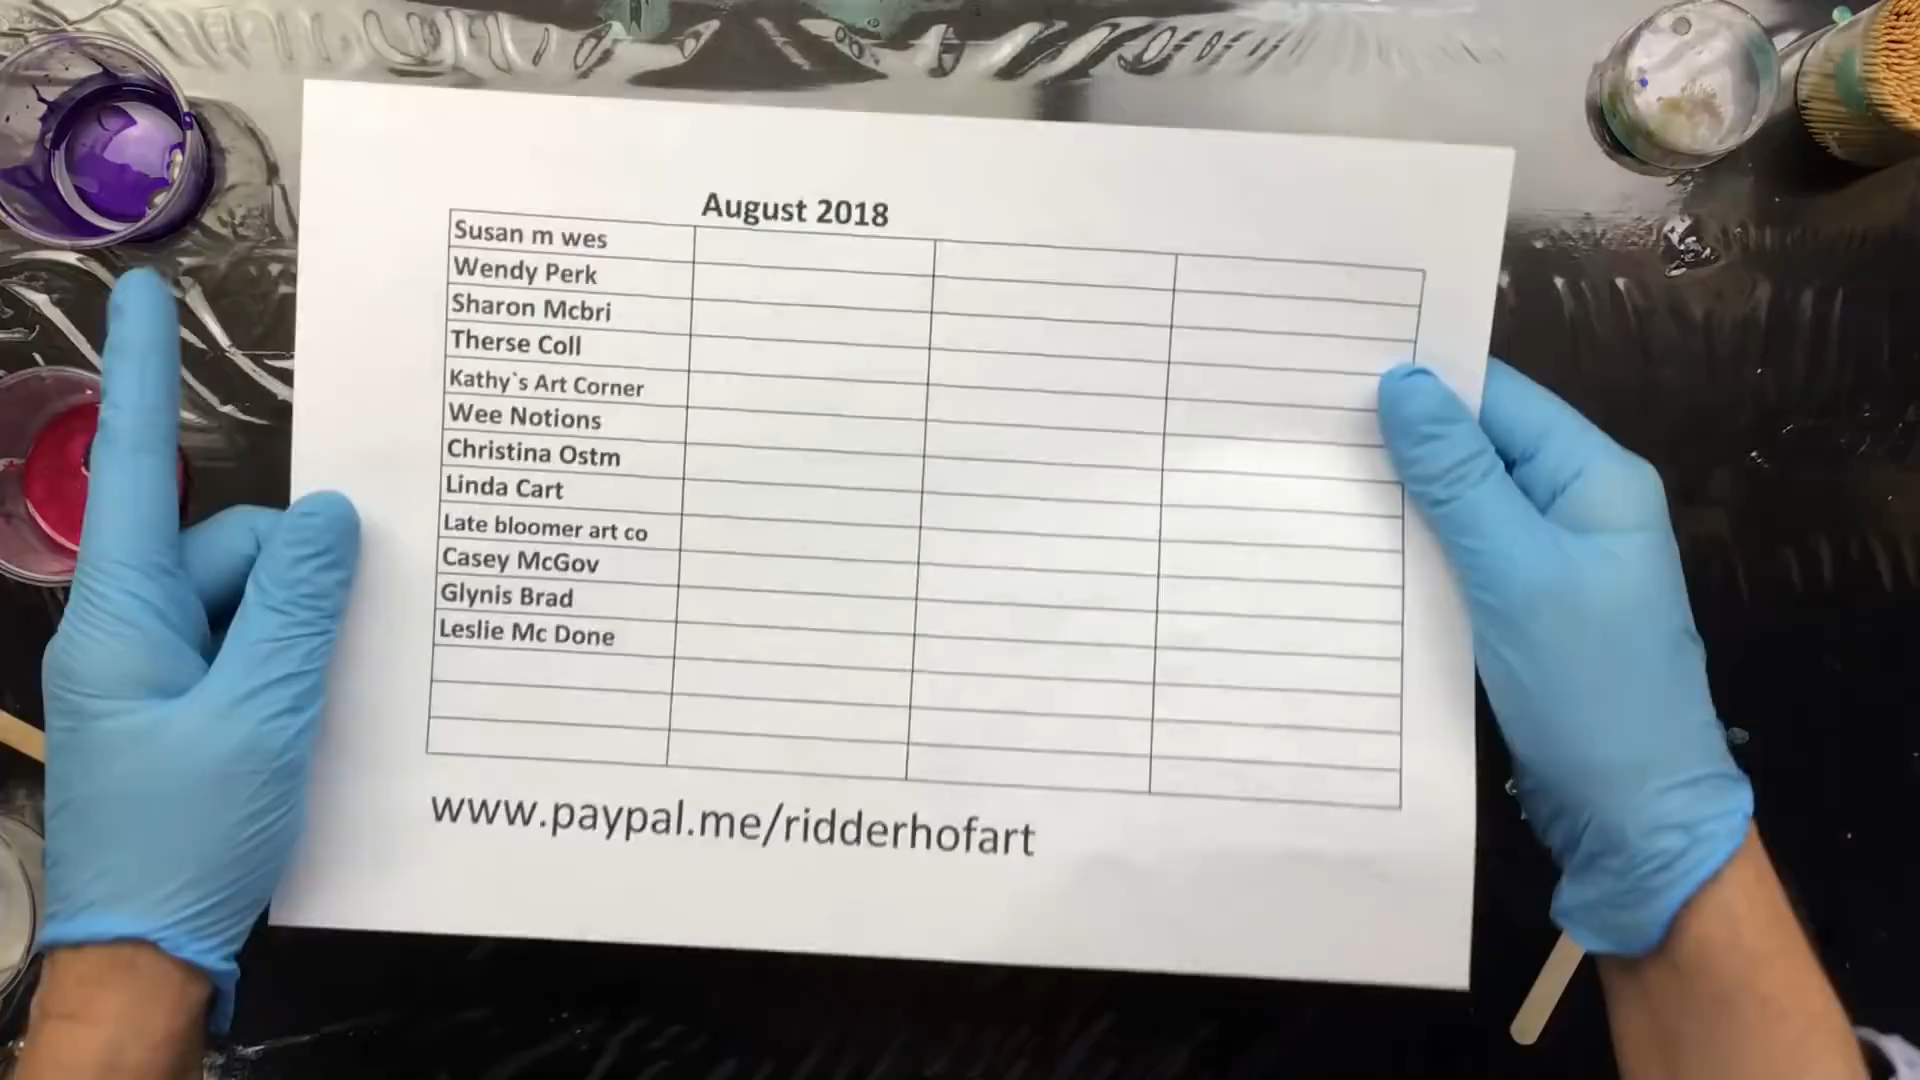 August 2018
Susan m wes
Wendy Perk
Sharon Mcbri
Therse Coll
Kathy`s Art Corner
Wee Notions
Christina Ostm
Linda Cart
Late bloomer art co
Casey McGov
Glynis Brad
Leslie Mc Done
www.paypal.me/ridderhofart